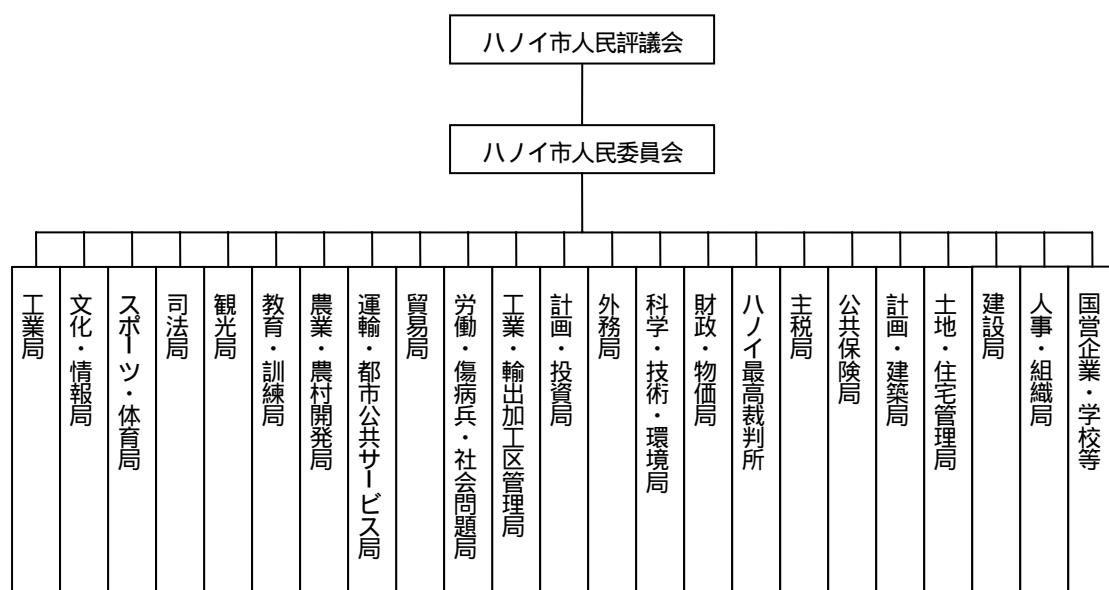 ハノイ市人民評議会
ハノイ市人民委員会
工業局
文化・情報局
スポーツ・体育局
司法局
観光局
教育・訓練局
農業・農村開発局
運輸・都市公共サービス局
貿易局
労働・傷病兵・社会問題局
工業・輸出加工区管理局
計画・投資局
外務局
科学・技術・環境局
財政・物価局
ハノイ最高裁判所
主税局
公共保険局
計画・建築局
土地・住宅管理局
建設局
人事・組織局
国営企業・学校等